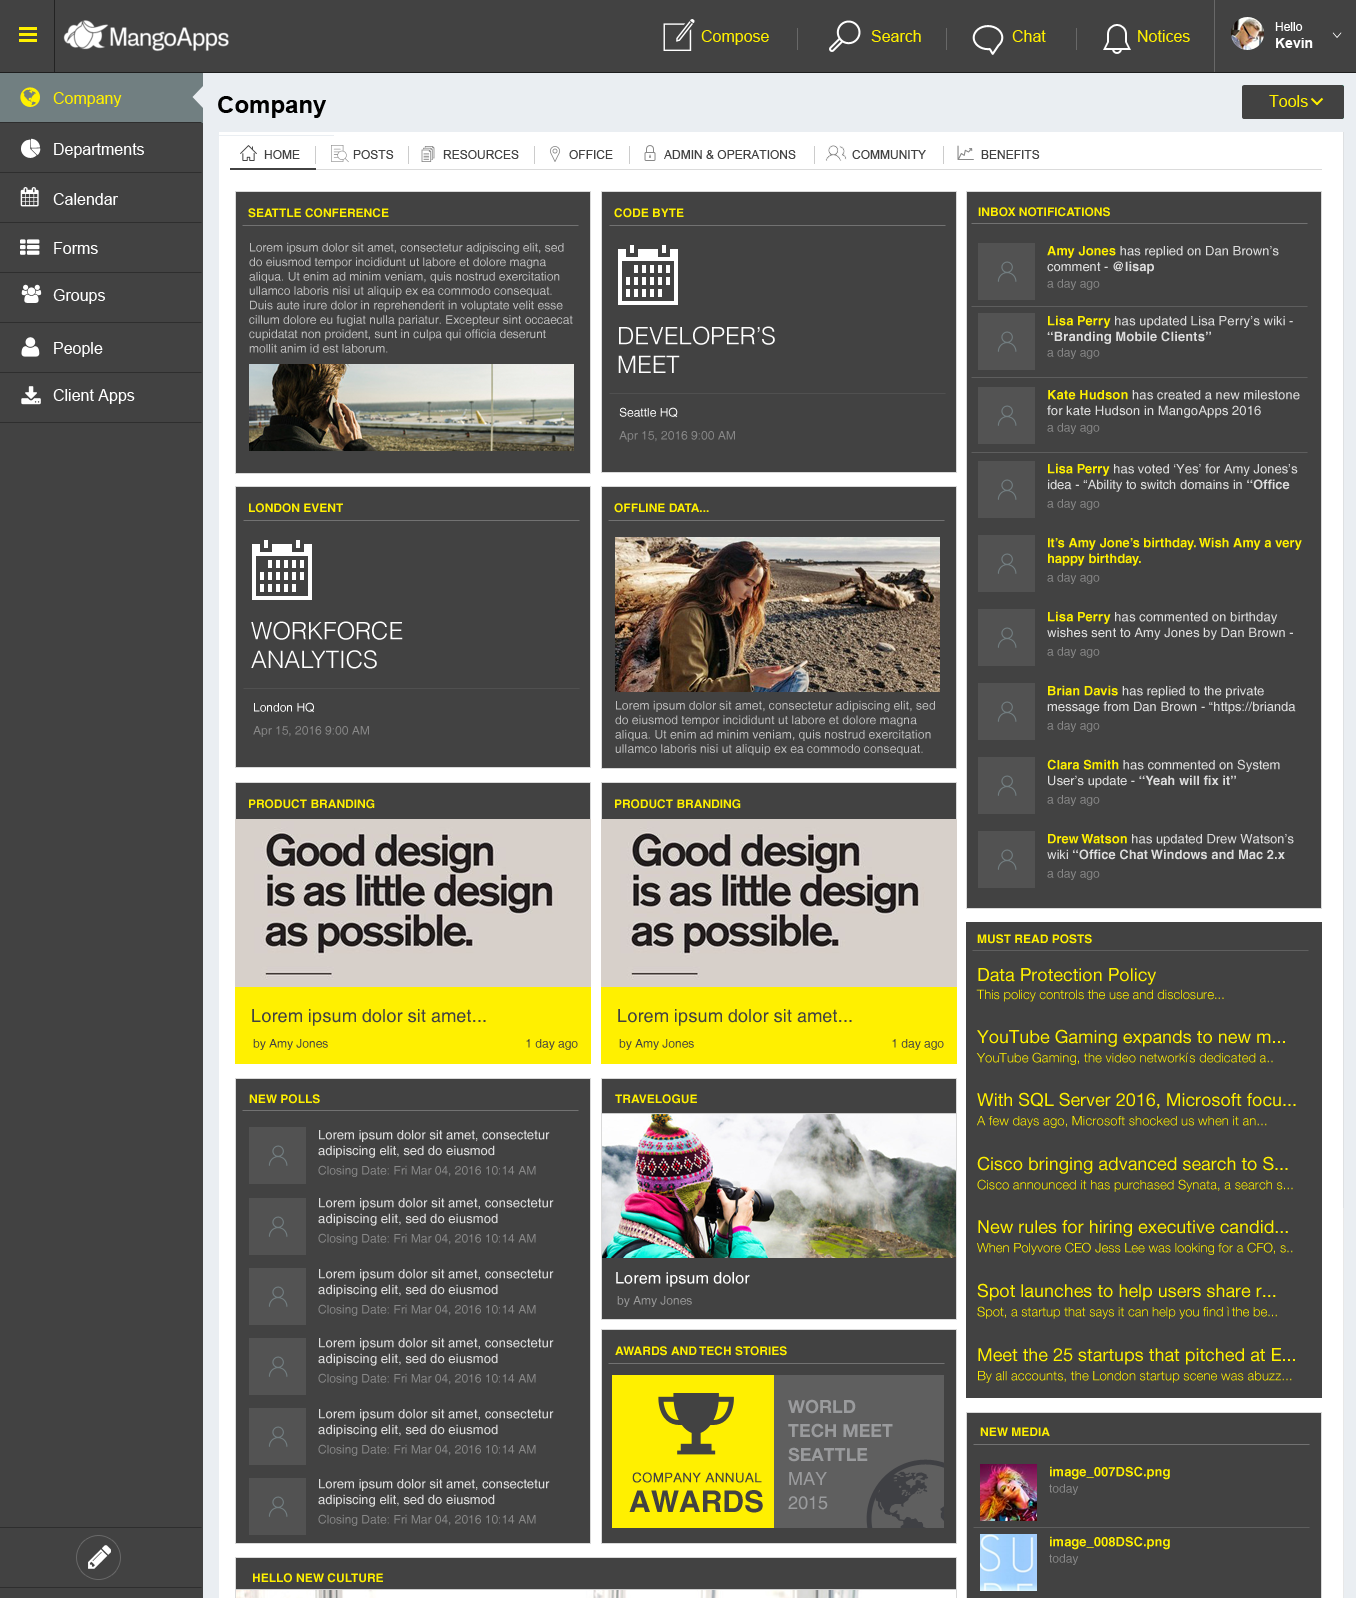 MangoApps
Compose
Search
Chat
Notices
Hello
Kevin
Company
Departments
Calendar
Forms
Groups
People
Client Apps
Company
Tools
HOME
POSTS
RESOURCES
OFFICE
ADMIN & OPERATIONS
COMMUNITY
BENEFITS
SEATTLE CONFERENCE
Lorem ipsum dolor sit amet, consectetur adipiscing elit, sed
do eiusmod tempor incididunt ut labore et dolore magna
aliqua. Ut enim ad minim veniam, quis nostrud exercitation
ullamco laboris nisi ut aliquip ex ea commodo consequat.
Duis aute irure dolor in reprehenderit in voluptate velit esse
cillum dolore eu fugiat nulla pariatur. Excepteur sint occaecat
cupidatat non proident, sunt in culpa qui officia deserunt
mollit anim id est laborum.
CODE BYTE
DEVELOPER’S
MEET
Seattle HQ
Apr 15, 2016 9:00 AM
LONDON EVENT
WORKFORCE
ANALYTICS
London HQ
Apr 15, 2016 9:00 AM
OFFLINE DATA...
Lorem ipsum dolor sit amet, consectetur adipiscing elit, sed
do eiusmod tempor incididunt ut labore et dolore magna
aliqua. Ut enim ad minim veniam, quis nostrud exercitation
ullamco laboris nisi ut aliquip ex ea commodo consequat.
PRODUCT BRANDING
Good design
is as little design
as possible.
Lorem ipsum dolor sit amet...
by Amy Jones
1 day ago
PRODUCT BRANDING
Good design
is as little design
as possible.
Lorem ipsum dolor sit amet...
by Amy Jones
1 day ago
NEW POLLS
Lorem ipsum dolor sit amet, consectetur
adipiscing elit, sed do eiusmod
Closing Date: Fri Mar 04, 2016 10:14 AM
Lorem ipsum dolor sit amet, consectetur
adipiscing elit, sed do eiusmod
Closing Date: Fri Mar 04, 2016 10:14 AM
Lorem ipsum dolor sit amet, consectetur
adipiscing elit, sed do eiusmod
Closing Date: Fri Mar 04, 2016 10:14 AM
Lorem ipsum dolor sit amet, consectetur
adipiscing elit, sed do eiusmod
Closing Date: Fri Mar 04, 2016 10:14 AM
Lorem ipsum dolor sit amet, consectetur
adipiscing elit, sed do eiusmod
Closing Date: Fri Mar 04, 2016 10:14 AM
Lorem ipsum dolor sit amet, consectetur
adipiscing elit, sed do eiusmod
Closing Date: Fri Mar 04, 2016 10:14 AM
TRAVELOGUE
Lorem ipsum dolor
by Amy Jones
AWARDS AND TECH STORIES
COMPANY ANNUAL
AWARDS
WORLD
TECH MEET
SEATTLE
MAY
2015
HELLO NEW CULTURE
INBOX NOTIFICATIONS
Amy Jones has replied on Dan Brown’s
comment - @lisap
a day ago
Lisa Perry has updated Lisa Perry’s wiki -
“Branding Mobile Clients”
a day ago
Kate Hudson has created a new milestone
for kate Hudson in MangoApps 2016
a day ago
Lisa Perry has voted ‘Yes’ for Amy Jones’s
idea - “Ability to switch domains in “Office
a day ago
It’s Amy Jone’s birthday. Wish Amy a very
happy birthday.
a day ago
Lisa Perry has commented on birthday
wishes sent to Amy Jones by Dan Brown -
a day ago
Brian Davis has replied to the private
message from Dan Brown - “https://brianda
a day ago
Clara Smith has commented on System
User’s update - “Yeah will fix it”
a day ago
Drew Watson has updated Drew Watson’s
wiki “Office Chat Windows and Mac 2.x
a day ago
MUST READ POSTS
Data Protection Policy
This policy controls the use and disclosure...
YouTube Gaming expands to new m...
YouTube Gaming, the video networkís dedicated a..
With SQL Server 2016, Microsoft focu...
A few days ago, Microsoft shocked us when it an...
Cisco bringing advanced search to S...
Cisco announced it has purchased Synata, a search s...
New rules for hiring executive candid...
When Polyvore CEO Jess Lee was looking for a CFO, s..
Spot launches to help users share r...
Spot, a startup that says it can help you find ì the be...
Meet the 25 startups that pitched at E...
By all accounts, the London startup scene was abuzz...
NEW MEDIA
image_007DSC.png
today
SU
image_008DSC.png
today